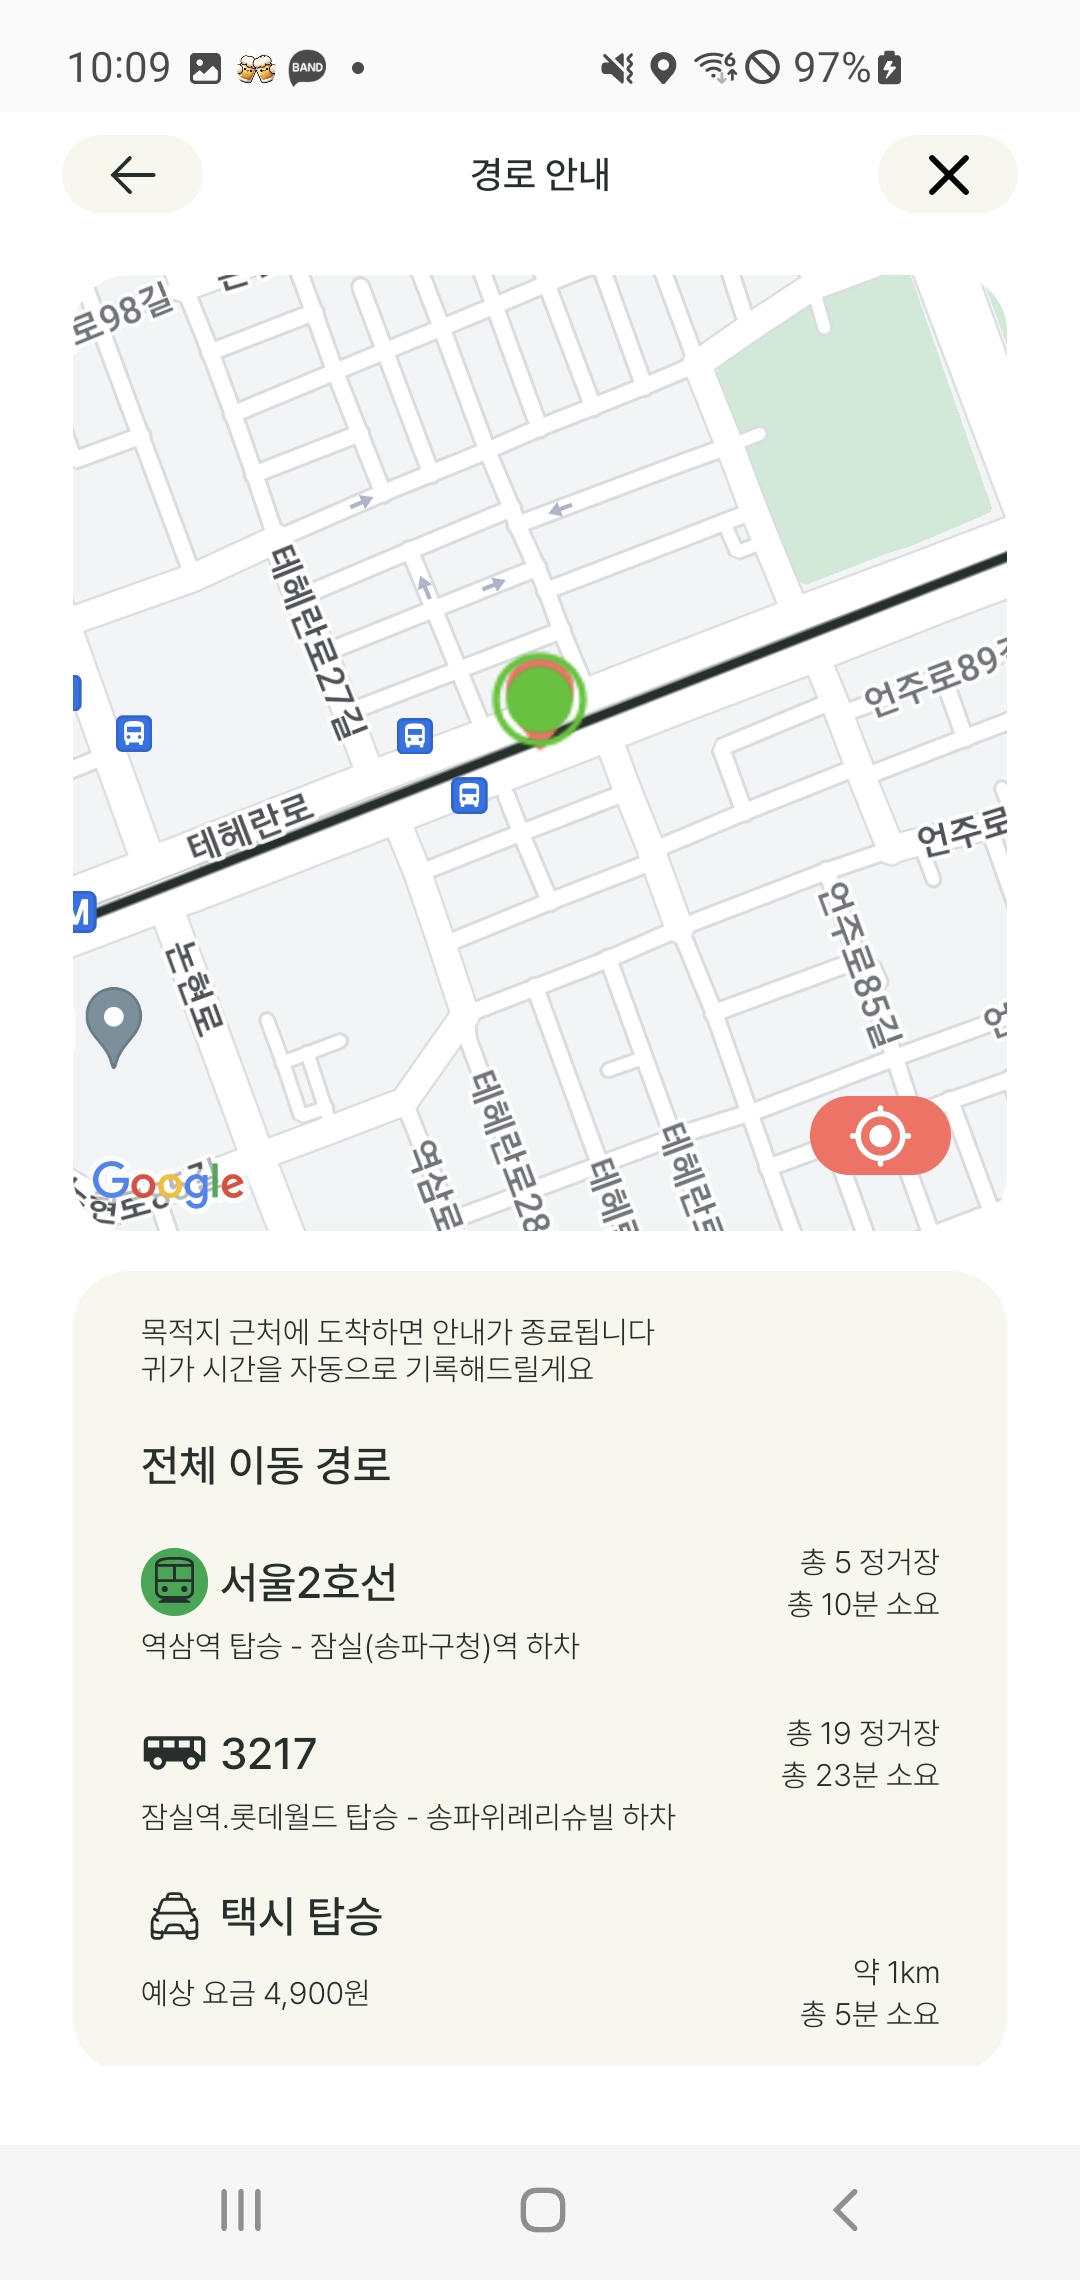 10:09
BAND
6
97%
경로 안내
로98길
테헤란로27길
언주로89
테헤란로
언주로
M
논현로
언주로85길
언
테헤란로28
역삼로
테헤란로
Google
목적지 근처에 도착하면 안내가 종료됩니다
귀가 시간을 자동으로 기록해드릴게요
전체 이동 경로
서울2호선
총 5 정거장
총 10분 소요
역삼역 탑승 - 잠실(송파구청)역 하차
3217
총 19 정거장
총 23분 소요
잠실역.롯데월드 탑승 - 송파위례리슈빌 하차
택시 탑승
예상 요금 4,900원
약 1km
총 5분 소요